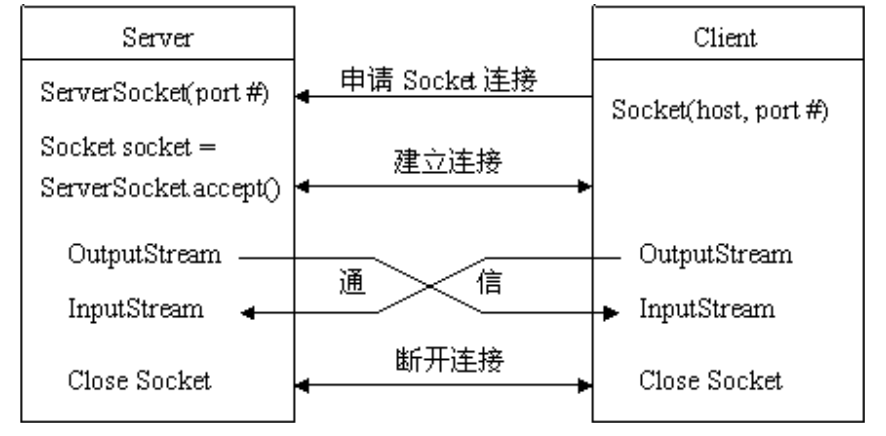 Server
Client
ServerSocket(port #)
申请 Socket 连接
Socket(host, port #)
Socket socket =
ServerSocket.accept()
建立连接
OutputStream
OutputStream
通 信
InputStream
InputStream
断开连接
Close Socket
Close Socket